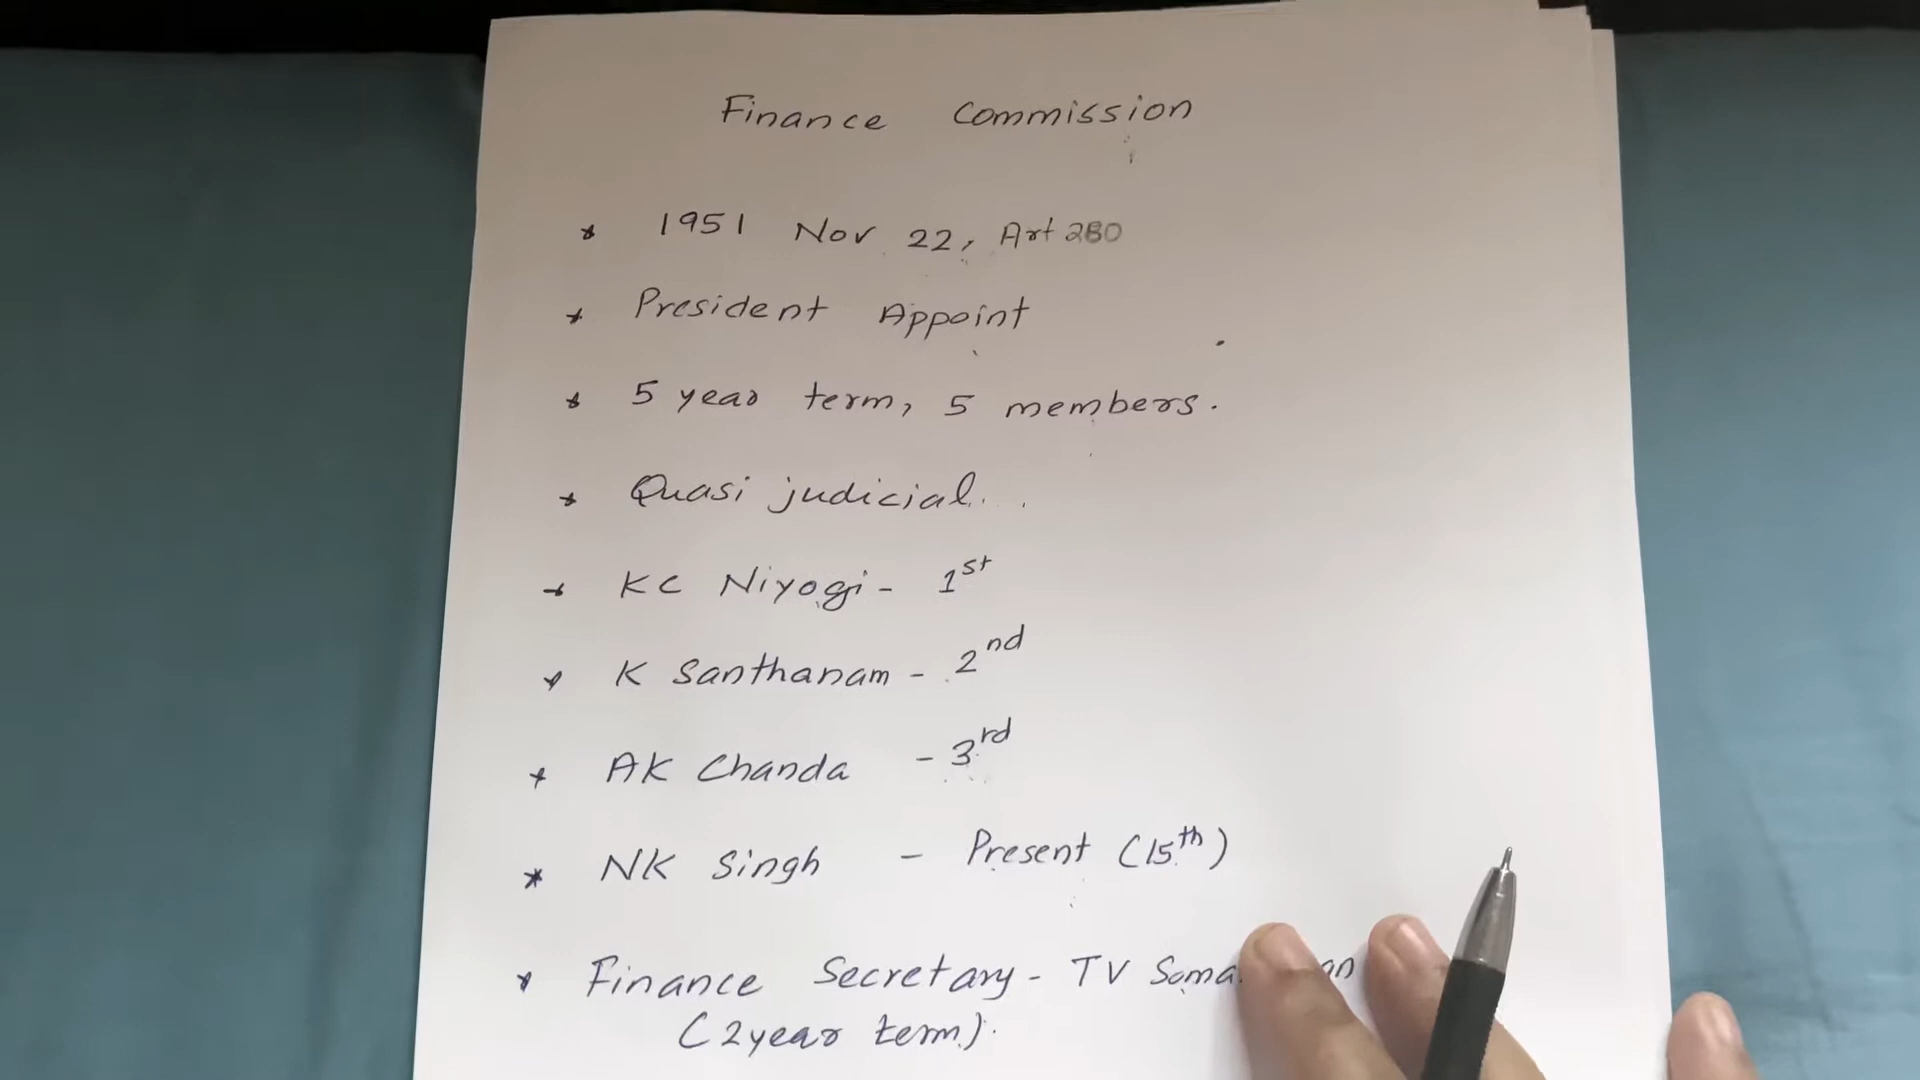 Finance Commission
* 1951 Nov 22, Art 280
* President Appoint
* 5 year term, 5 members.
* Quasi judicial.
* KC Niyogi - 1st
* K Santhanam - 2nd
* AK Chanda - 3rd
* NK Singh - Present (15th)
* Finance Secretary - TV
(2 year term).